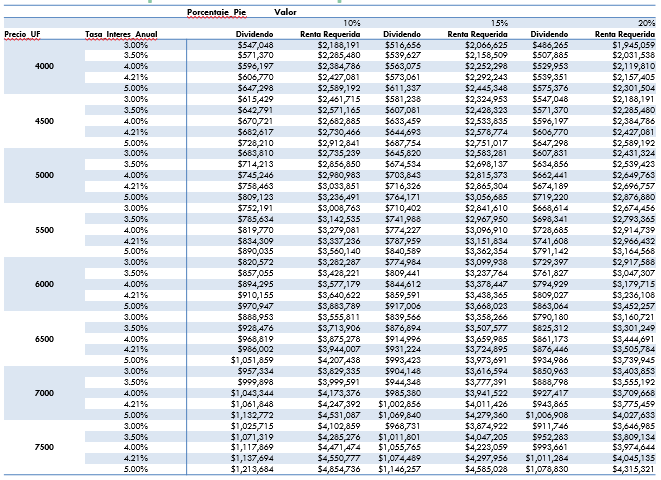 Porcentaje_Pie Valor
10% 15% 20%
Precio_UF Tasa_Interes_Anual Dividendo Renta Requerida Dividendo Renta Requerida Dividendo Renta Requerida
3.00% $547,048 $2,188,191 $516,656 $2,066,625 $486,265 $1,945,059
3.50% $571,370 $2,285,480 $539,627 $2,158,509 $507,885 $2,031,538
4000 4.00% $596,197 $2,384,786 $563,075 $2,252,298 $529,953 $2,119,810
4.21% $606,770 $2,427,081 $573,061 $2,292,243 $539,351 $2,157,405
5.00% $647,298 $2,589,192 $611,337 $2,445,348 $575,376 $2,301,504
3.00% $615,429 $2,461,715 $581,238 $2,324,953 $547,048 $2,188,191
3.50% $642,791 $2,571,165 $607,081 $2,428,323 $571,370 $2,285,480
4500 4.00% $670,721 $2,682,885 $633,459 $2,533,835 $596,197 $2,384,786
4.21% $682,617 $2,730,466 $644,693 $2,578,774 $606,770 $2,427,081
5.00% $728,210 $2,912,841 $687,754 $2,751,017 $647,298 $2,589,192
3.00% $683,810 $2,735,239 $645,820 $2,583,281 $607,831 $2,431,324
3.50% $714,213 $2,856,850 $674,534 $2,698,137 $634,856 $2,539,423
5000 4.00% $745,246 $2,980,983 $703,843 $2,815,373 $662,441 $2,649,763
4.21% $758,463 $3,033,851 $716,326 $2,865,304 $674,189 $2,696,757
5.00% $809,123 $3,236,491 $764,171 $3,056,685 $719,220 $2,876,880
3.00% $752,191 $3,008,763 $710,402 $2,841,610 $668,614 $2,674,456
3.50% $785,634 $3,142,535 $741,988 $2,967,950 $698,341 $2,793,365
5500 4.00% $819,770 $3,279,081 $774,227 $3,096,910 $728,685 $2,914,739
4.21% $834,309 $3,337,236 $787,959 $3,151,834 $741,608 $2,966,432
5.00% $890,035 $3,560,140 $840,589 $3,362,354 $791,142 $3,164,568
3.00% $820,572 $3,282,287 $774,984 $3,099,938 $729,397 $2,917,588
3.50% $857,055 $3,428,221 $809,441 $3,237,764 $761,827 $3,047,307
6000 4.00% $894,295 $3,577,179 $844,612 $3,378,447 $794,929 $3,179,715
4.21% $910,155 $3,640,622 $859,591 $3,438,365 $809,027 $3,236,108
5.00% $970,947 $3,883,789 $917,006 $3,668,023 $863,064 $3,452,257
3.00% $888,953 $3,555,811 $839,566 $3,358,266 $790,180 $3,160,721
3.50% $928,476 $3,713,906 $876,894 $3,507,577 $825,312 $3,301,249
6500 4.00% $968,819 $3,875,278 $914,996 $3,659,985 $861,173 $3,444,691
4.21% $986,002 $3,944,007 $931,224 $3,724,895 $876,446 $3,505,784
5.00% $1,051,859 $4,207,438 $993,423 $3,973,691 $934,986 $3,739,945
3.00% $957,334 $3,829,335 $904,148 $3,616,594 $850,963 $3,403,853
3.50% $999,898 $3,999,591 $944,348 $3,777,391 $888,798 $3,555,192
7000 4.00% $1,043,344 $4,173,376 $985,380 $3,941,522 $927,417 $3,709,668
4.21% $1,061,848 $4,247,392 $1,002,856 $4,011,426 $943,865 $3,775,459
5.00% $1,132,772 $4,531,087 $1,069,840 $4,279,360 $1,006,908 $4,027,633
3.00% $1,025,715 $4,102,859 $968,731 $3,874,922 $911,746 $3,646,985
3.50% $1,071,319 $4,285,276 $1,011,801 $4,047,205 $952,283 $3,809,134
7500 4.00% $1,117,869 $4,471,474 $1,055,765 $4,223,059 $993,661 $3,974,644
4.21% $1,137,694 $4,550,777 $1,074,489 $4,297,956 $1,011,284 $4,045,135
5.00% $1,213,684 $4,854,736 $1,146,257 $4,585,028 $1,078,830 $4,315,321